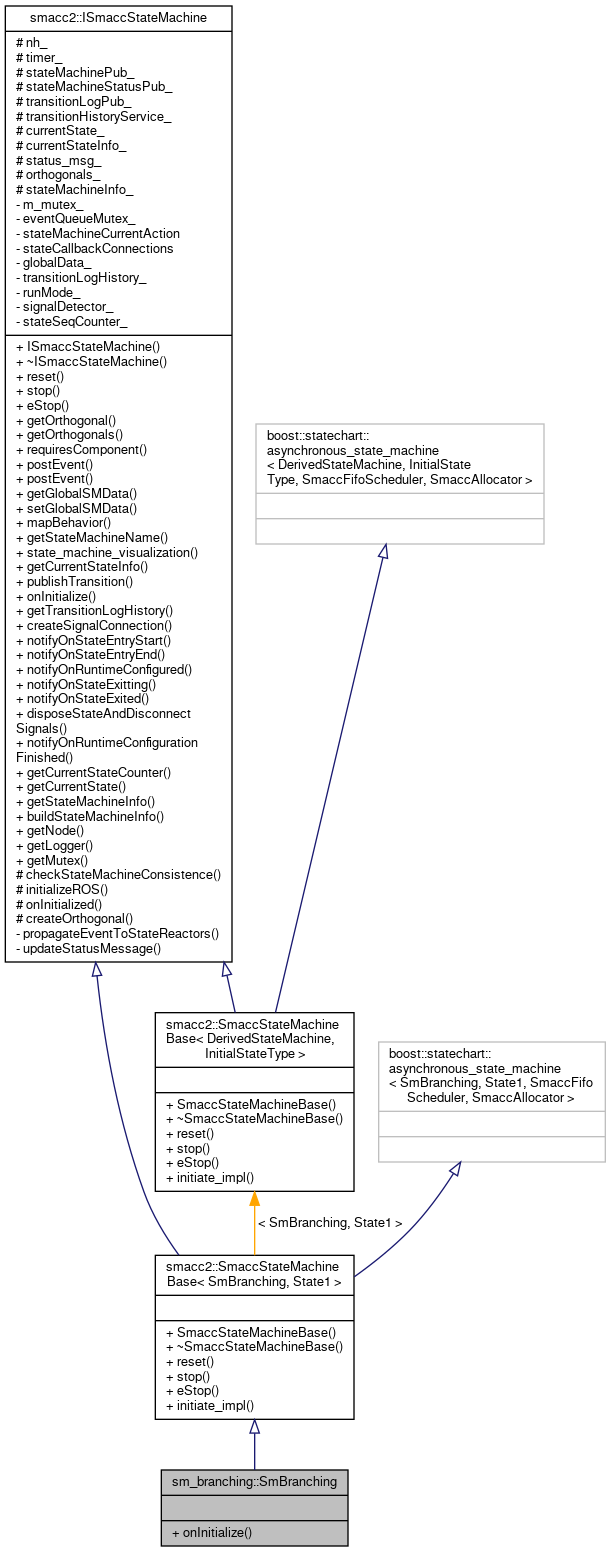 smacc2::ISmaccStateMachine
# nh_
# timer_
# stateMachinePub_
# stateMachineStatusPub_
# transitionLogPub_
# transitionHistoryService_
# currentState_
# currentStateInfo_
# status_msg_
# orthogonals_
# stateMachineInfo_
- m_mutex_
- eventQueueMutex_
- stateMachineCurrentAction
- stateCallbackConnections
- globalData_
- transitionLogHistory_
- runMode_
- signalDetector_
- stateSeqCounter_
+ ISmaccStateMachine()
+ ~ISmaccStateMachine()
+ reset()
+ stop()
+ eStop()
+ getOrthogonal()
+ getOrthogonals()
+ requiresComponent()
+ postEvent()
+ postEvent()
+ getGlobalSMData()
+ setGlobalSMData()
+ mapBehavior()
+ getStateMachineName()
+ state_machine_visualization()
+ getCurrentStateInfo()
+ publishTransition()
+ onInitialize()
+ getTransitionLogHistory()
+ createSignalConnection()
+ notifyOnStateEntryStart()
+ notifyOnStateEntryEnd()
+ notifyOnRuntimeConfigured()
+ notifyOnStateExitting()
+ notifyOnStateExited()
+ disposeStateAndDisconnect
Signals()
+ notifyOnRuntimeConfiguration
Finished()
+ getCurrentStateCounter()
+ getCurrentState()
+ getStateMachineInfo()
+ buildStateMachineInfo()
+ getNode()
+ getLogger()
+ getMutex()
# checkStateMachineConsistence()
# initializeROS()
# onInitialized()
# createOrthogonal()
- propagateEventToStateReactors()
- updateStatusMessage()
boost::statechart::
asynchronous_state_machine
< DerivedStateMachine, InitialState
Type, SmaccFifoScheduler, SmaccAllocator >
smacc2::SmaccStateMachine
Base< DerivedStateMachine,
InitialStateType >
+ SmaccStateMachineBase()
+ ~SmaccStateMachineBase()
+ reset()
+ stop()
+ eStop()
+ initiate_impl()
boost::statechart::
asynchronous_state_machine
< SmBranching, State1, SmaccFifo
Scheduler, SmaccAllocator >
< SmBranching, State1 >
smacc2::SmaccStateMachine
Base< SmBranching, State1 >
+ SmaccStateMachineBase()
+ ~SmaccStateMachineBase()
+ reset()
+ stop()
+ eStop()
+ initiate_impl()
sm_branching::SmBranching
+ onInitialize()